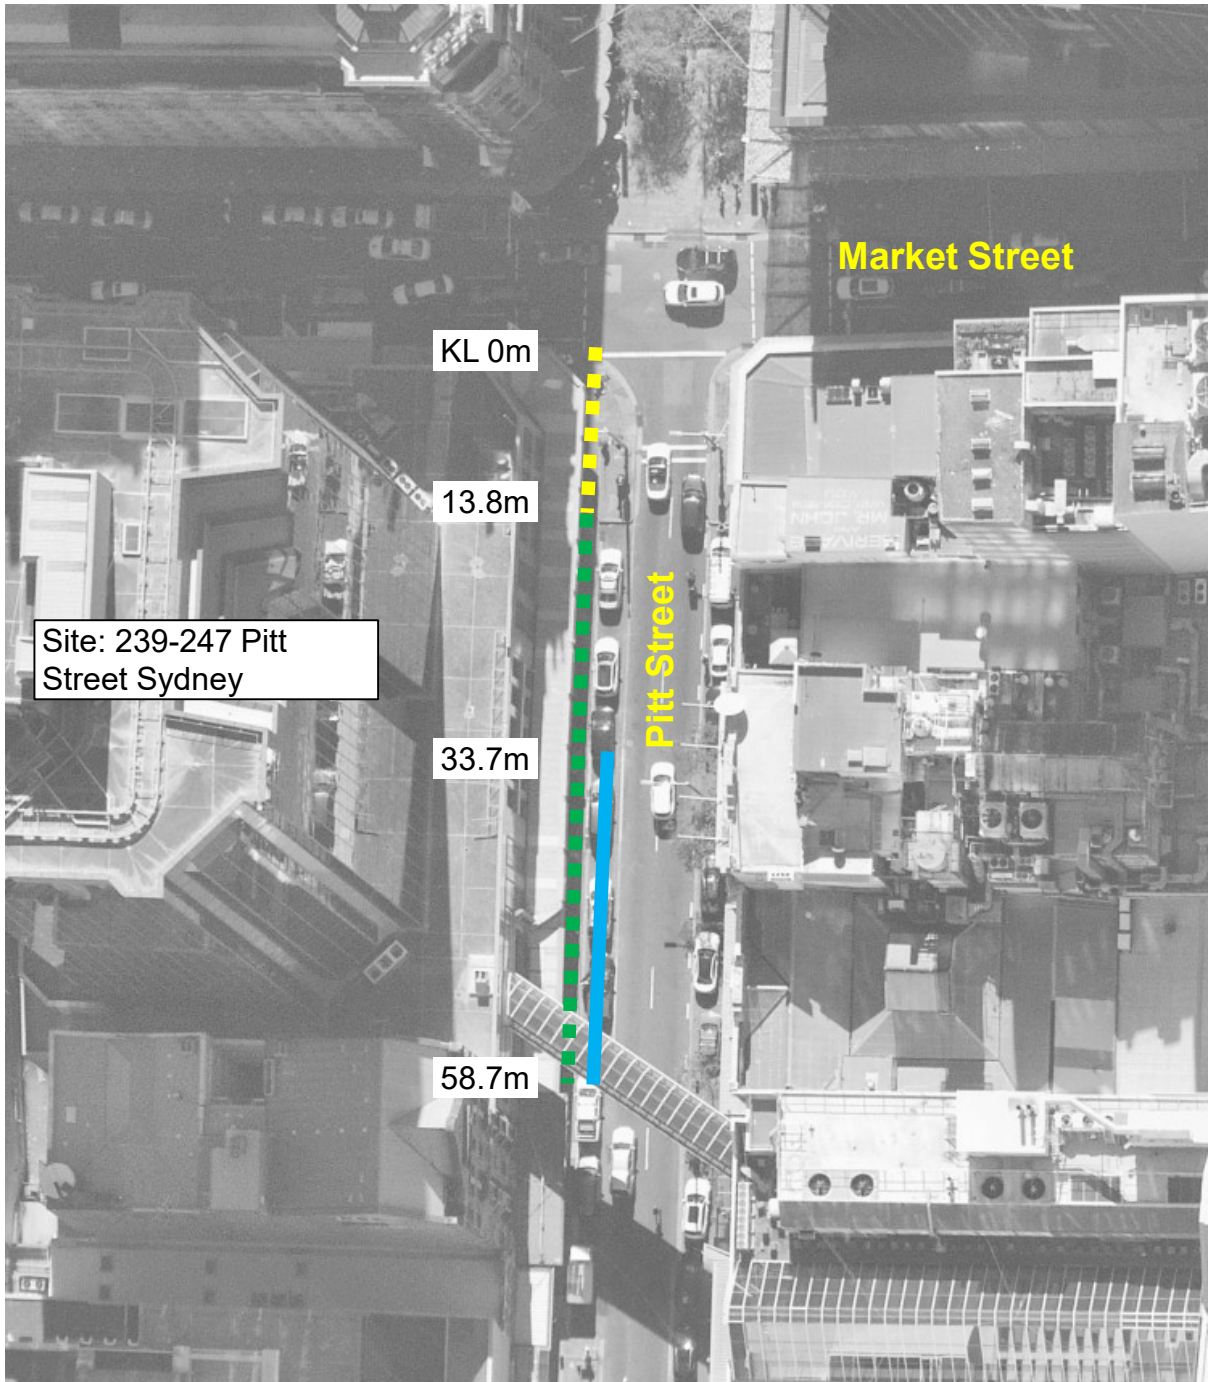 Market Street
KL 0m
13.8m
Pitt Street
Site: 239-247 Pitt
Street Sydney
33.7m
58.7m